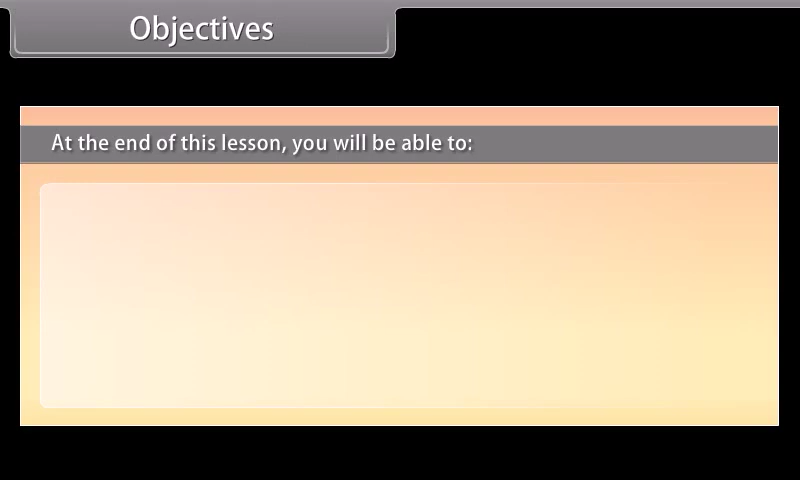 Objectives
At the end of this lesson, you will be able to: